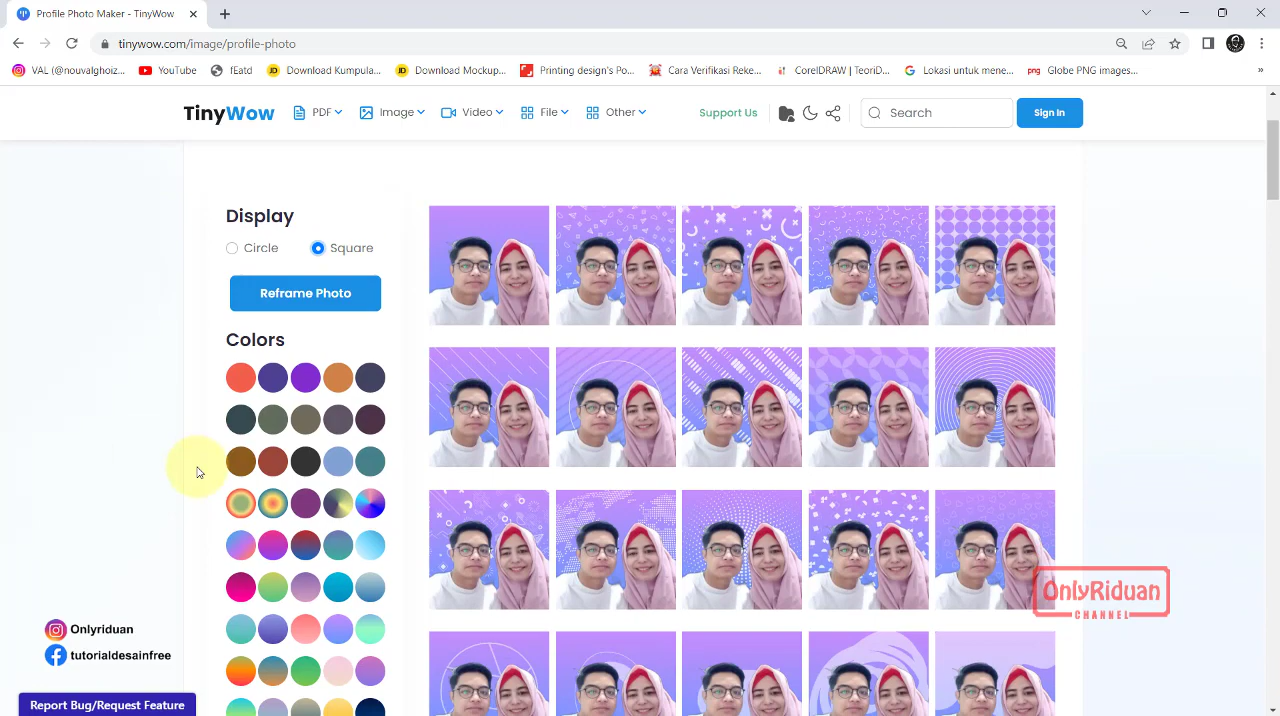 Profile Photo Maker - TinyWow
tinywow.com/image/profile-photo
VAL (@nouvalghoiz...
YouTube
fEatd
Download Kumpula...
Download Mockup...
Printing design's Po...
Cara Verifikasi Reke...
CorelDRAW | TeoriD...
Lokasi untuk mene...
png
Globe PNG images...
TinyWow
PDF
Image
Video
File
Other
Support Us
Search
Sign In
Display
Circle
Square
Reframe Photo
Colors
OnlyRiduan
CHANNEL
Onlyriduan
tutorialdesainfree
Report Bug/Request Feature